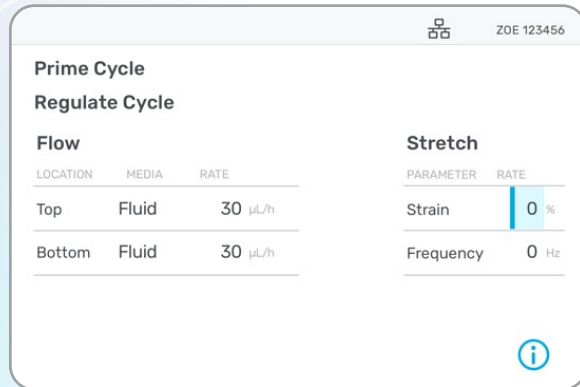 ZOE 123456
Prime Cycle
Regulate Cycle
Flow
LOCATION MEDIA RATE
Top Fluid 30 µL/h
Bottom Fluid 30 µL/h
Stretch
PARAMETER RATE
Strain 0 %
Frequency 0 Hz